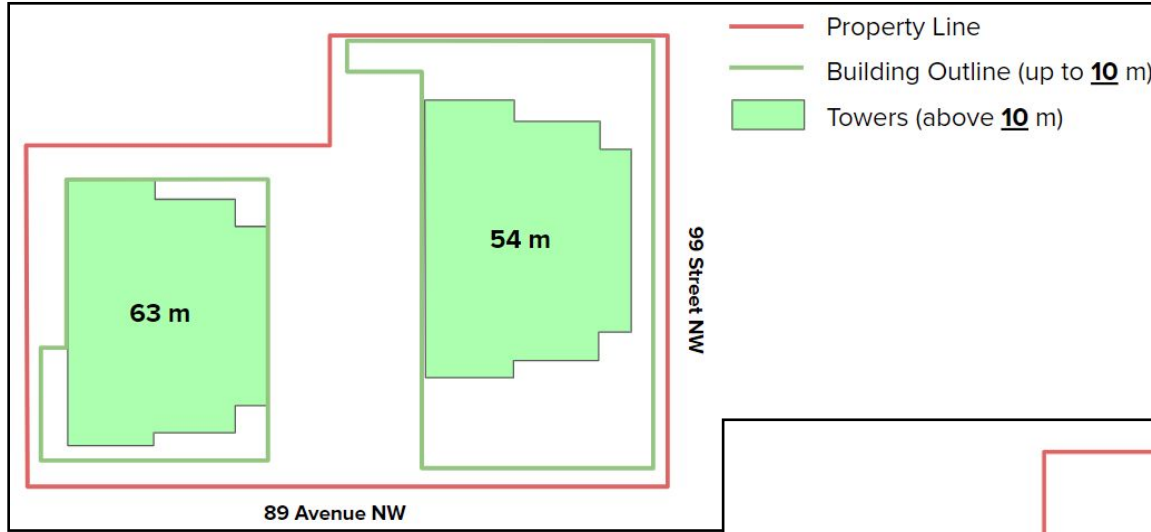 Property Line
Building Outline (up to 10 m)
Towers (above 10 m)
54 m
63 m
99 Street NW
89 Avenue NW